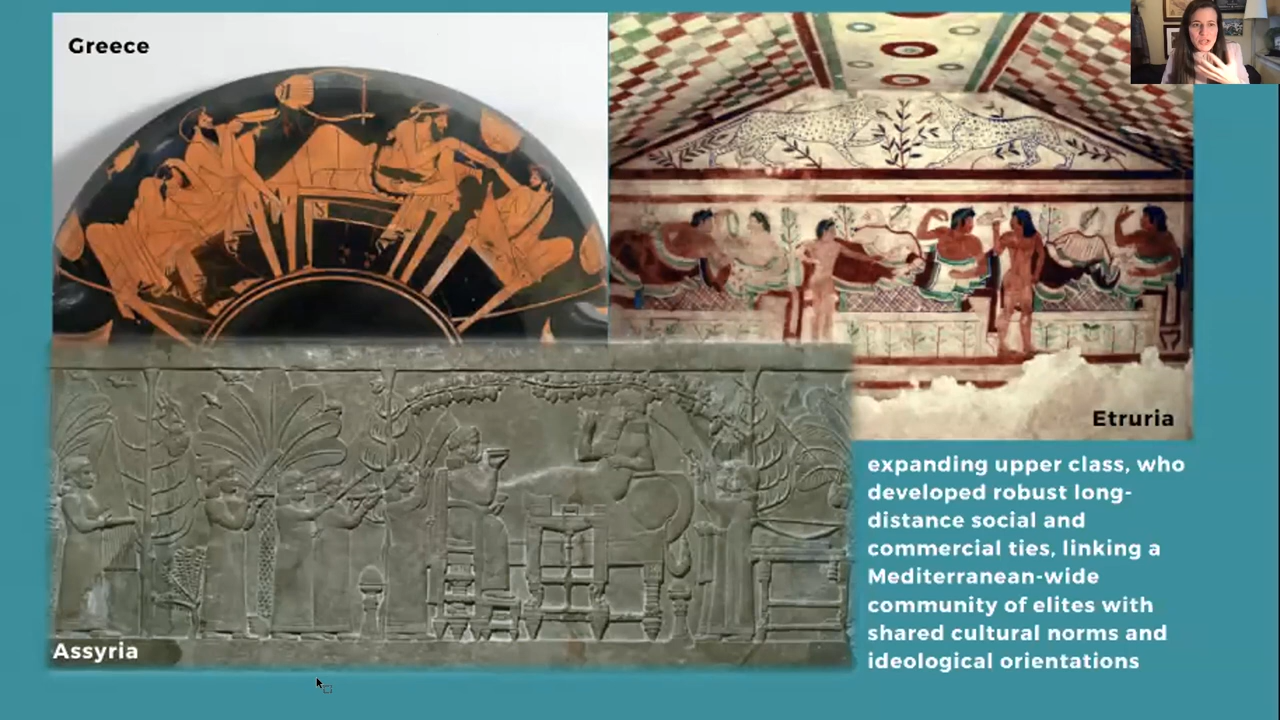 Greece
Etruria
Assyria
expanding upper class, who
developed robust long-
distance social and
commercial ties, linking a
Mediterranean-wide
community of elites with
shared cultural norms and
ideological orientations